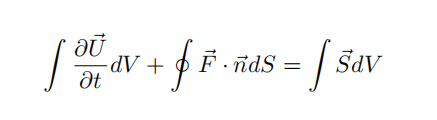 ∫ ∂U⃗/∂t dV + ∮ F⃗ · n⃗dS = ∫ S⃗dV